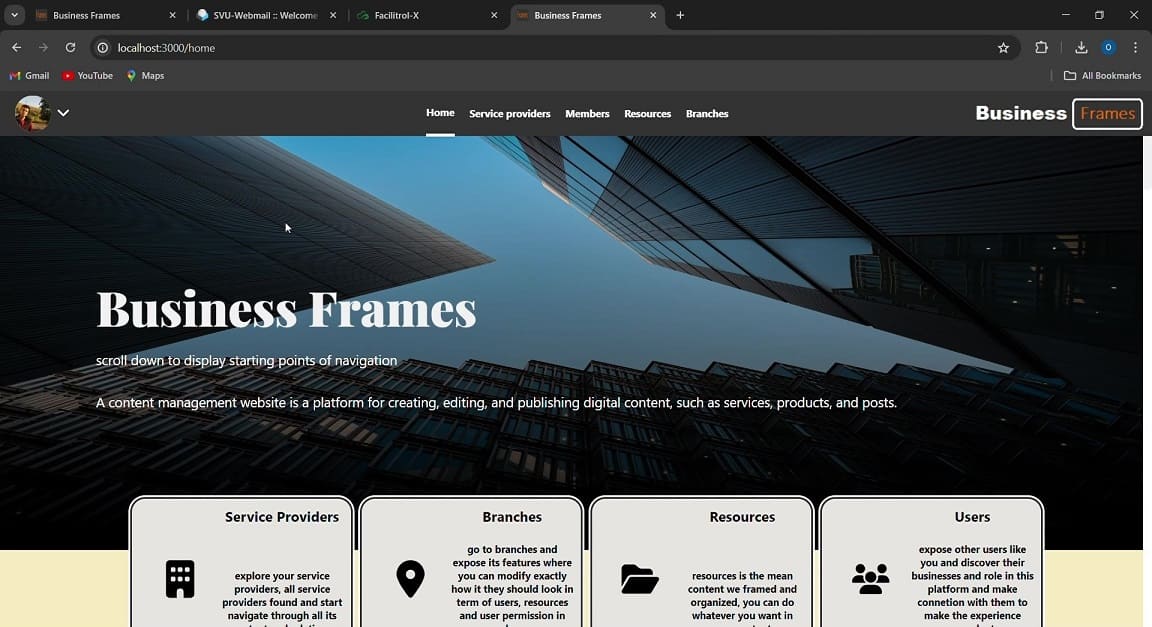 Business Frames
SVU-Webmail :: Welcome
Facilitrol-X
Business Frames
localhost:3000/home
O
Gmail
YouTube
Maps
All Bookmarks
Home
Service providers
Members
Resources
Branches
Business Frames
Business Frames
scroll down to display starting points of navigation
A content management website is a platform for creating, editing, and publishing digital content, such as services, products, and posts.
Service Providers
explore your service
providers, all service
providers found and start
navigate through all its
Branches
go to branches and
expose its features where
you can modify exactly
how it they should look in
term of users, resources
and user permission in
Resources
resources is the mean
content we framed and
organized, you can do
whatever you want in
Users
expose other users like
you and discover their
businesses and role in this
platform and make
connetion with them to
make the experience